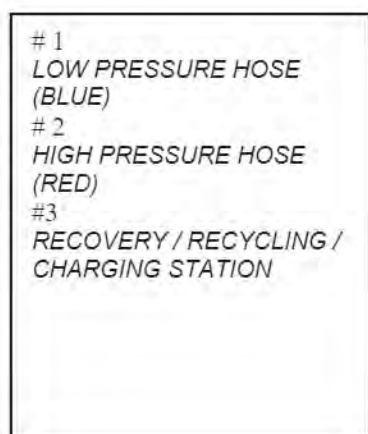 # 1
LOW PRESSURE HOSE
(BLUE)
# 2
HIGH PRESSURE HOSE
(RED)
#3
RECOVERY / RECYCLING /
CHARGING STATION